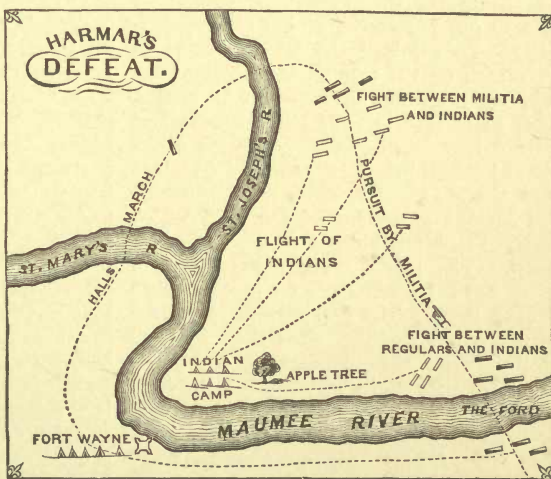 HARMAR'S
DEFEAT.
FIGHT BETWEEN MILITIA
AND INDIANS
HALLS MARCH
ST. JOSEPH'S R
PURSUIT BY MILITIA
FLIGHT OF
INDIANS
ST. MARY'S R
FIGHT BETWEEN
REGULARS AND INDIANS
INDIAN
CAMP
APPLE TREE
MAUMEE RIVER
THE FORD
FORT WAYNE